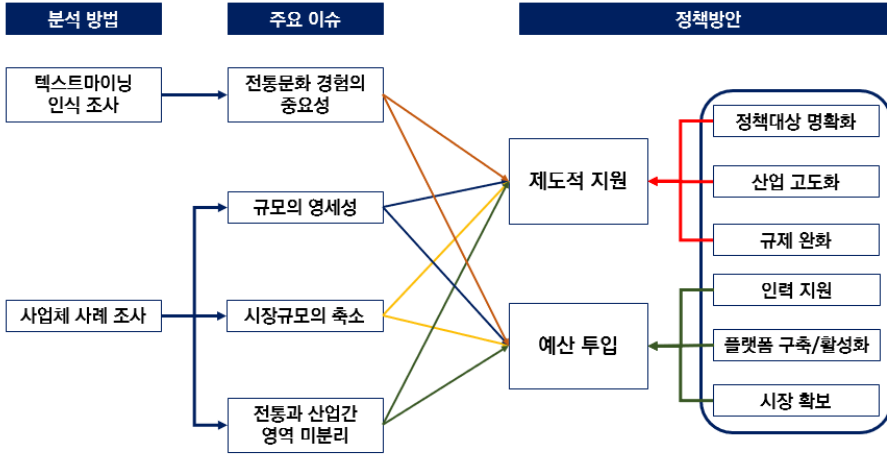 분석 방법
주요 이슈
정책방안
텍스트마이닝
인식 조사
전통문화 경험의
중요성
규모의 영세성
사업체 사례 조사
시장규모의 축소
전통과 산업간
영역 미분리
제도적 지원
예산 투입
정책대상 명확화
산업 고도화
규제 완화
인력 지원
플랫폼 구축/활성화
시장 확보